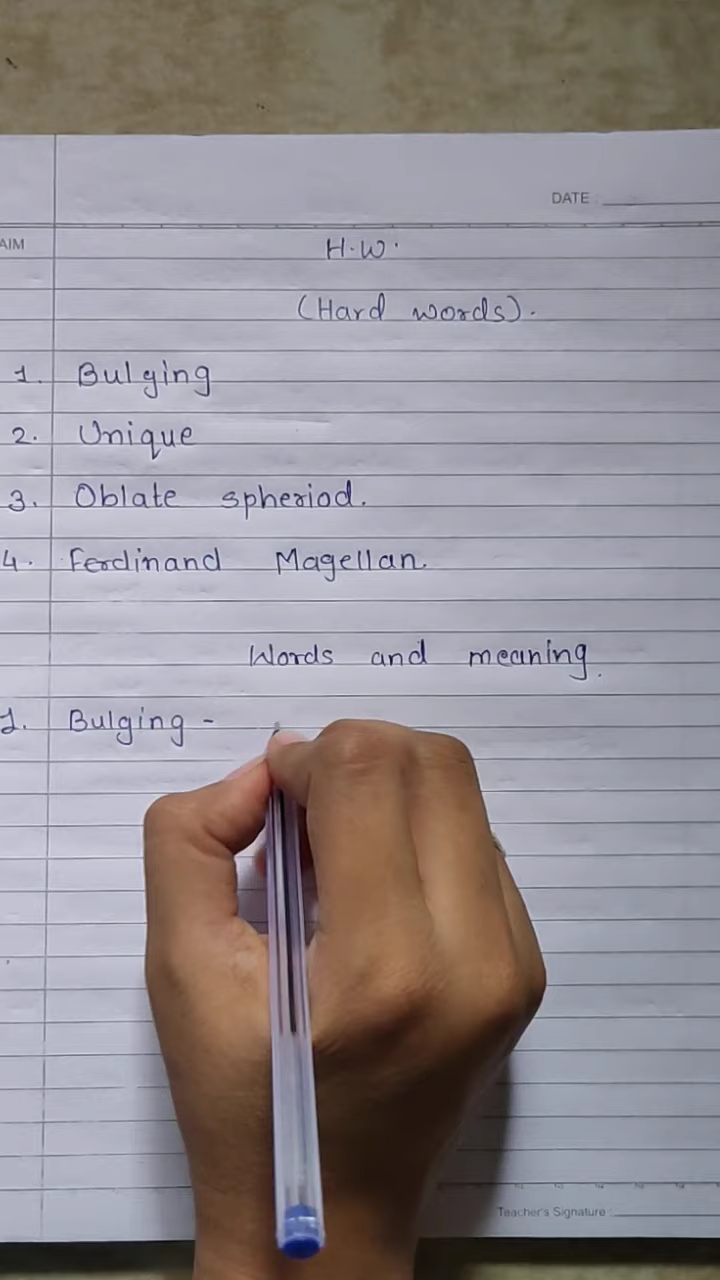 DATE :
AIM
H.W.
(Hard words).
1. Bulging
2. Unique
3. Oblate spheriod.
4. Ferdinand Magellan.
Words and meaning.
1. Bulging -
Teacher's Signature :